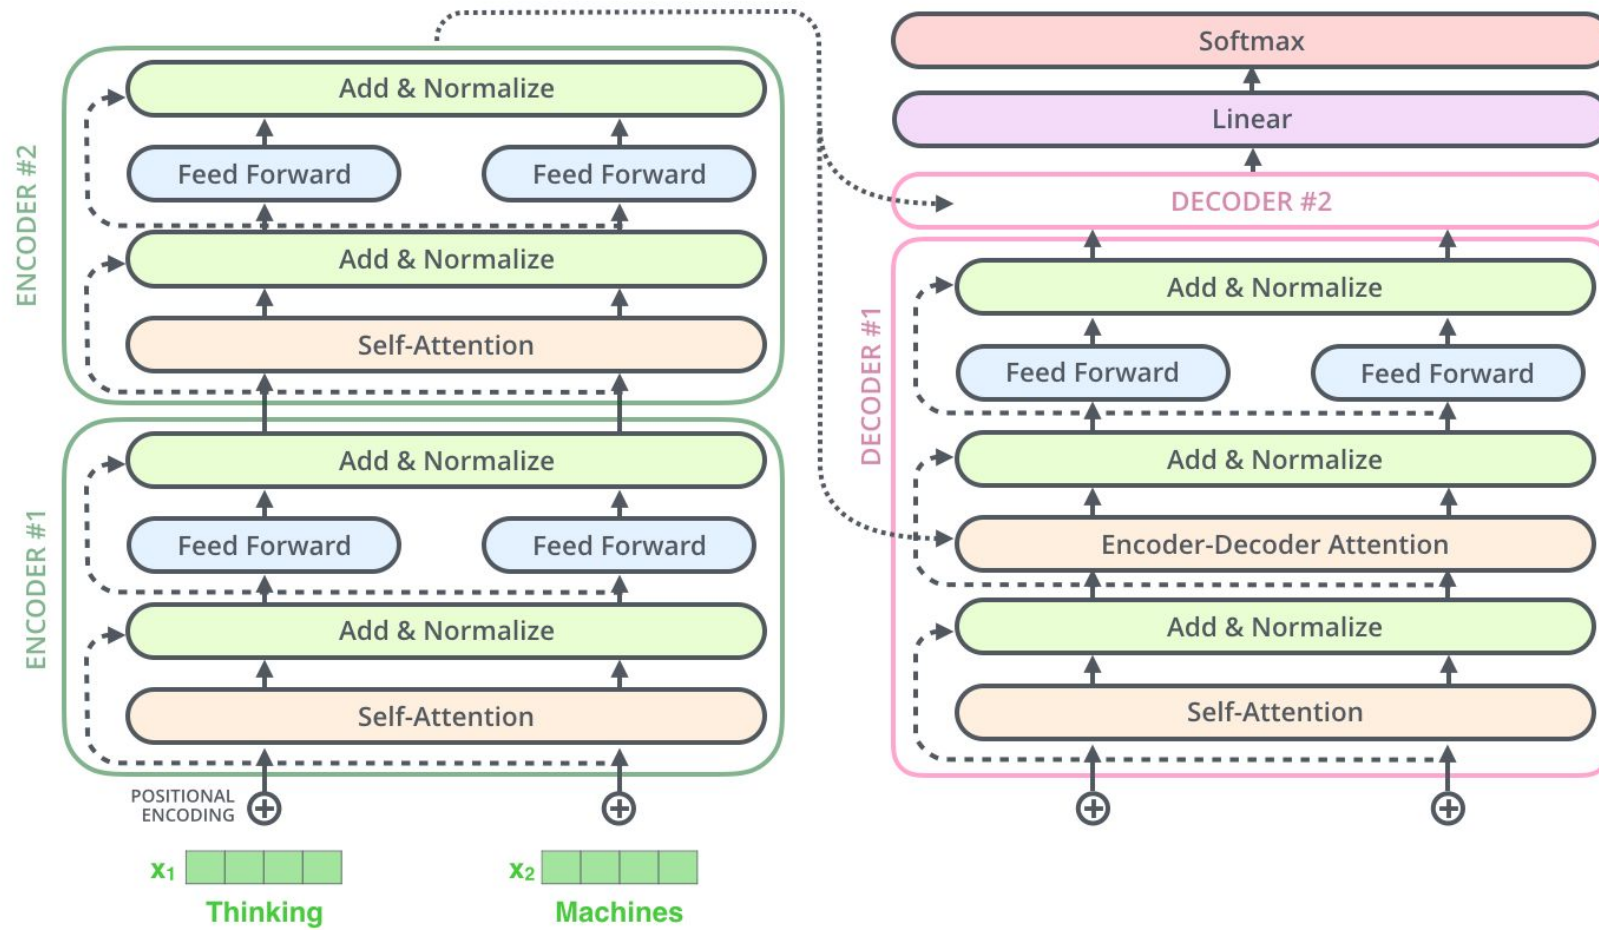 ENCODER #2
Add & Normalize
Feed Forward
Feed Forward
Add & Normalize
Self-Attention
ENCODER #1
Add & Normalize
Feed Forward
Feed Forward
Add & Normalize
Self-Attention
POSITIONAL
ENCODING
x₁
x₂
Thinking
Machines
Softmax
Linear
DECODER #2
DECODER #1
Add & Normalize
Feed Forward
Feed Forward
Add & Normalize
Encoder-Decoder Attention
Add & Normalize
Self-Attention